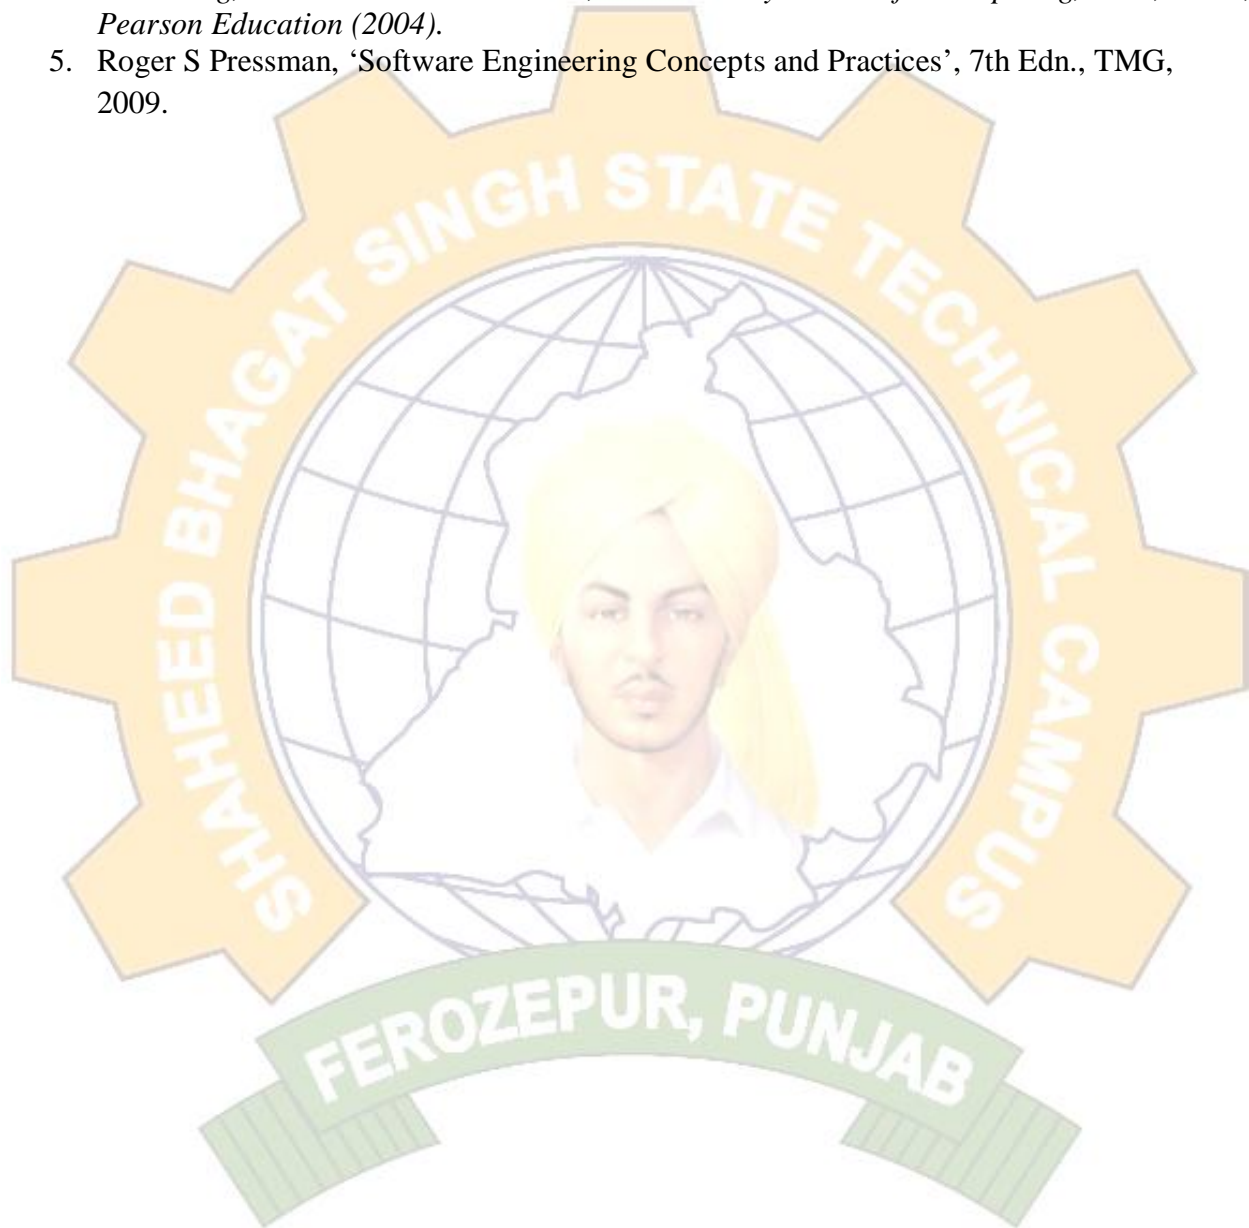 Pearson Education (2004).
5. Roger S Pressman, ‘Software Engineering Concepts and Practices’, 7th Edn., TMG,
2009.
SHAHEED BHAGAT SINGH STATE TECHNICAL CAMPUS
FEROZEPUR, PUNJAB